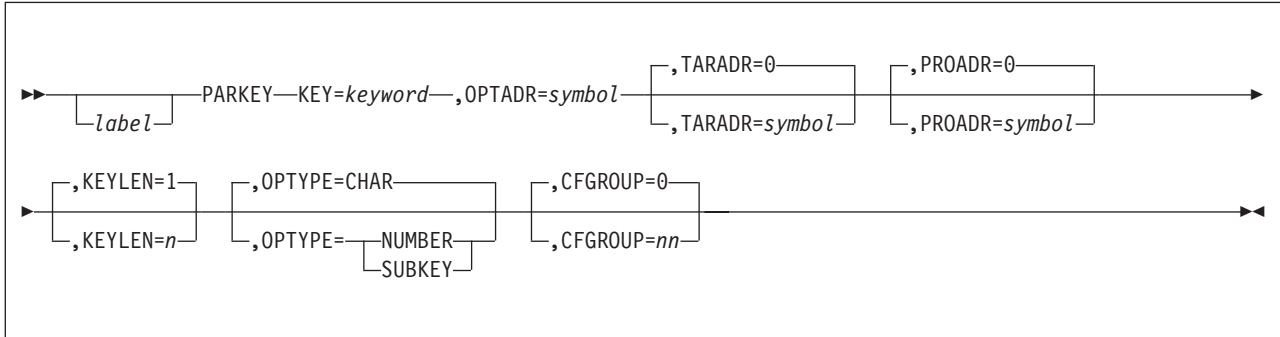 ,TARADR=0 ,PROADR=0
PARKEY KEY=keyword ,OPTADR=symbol
label ,TARADR=symbol ,PROADR=symbol
,KEYLEN=1 ,OPTYPE=CHAR ,CFGROUP=0
,KEYLEN=n ,OPTYPE= NUMBER ,CFGROUP=nn
SUBKEY